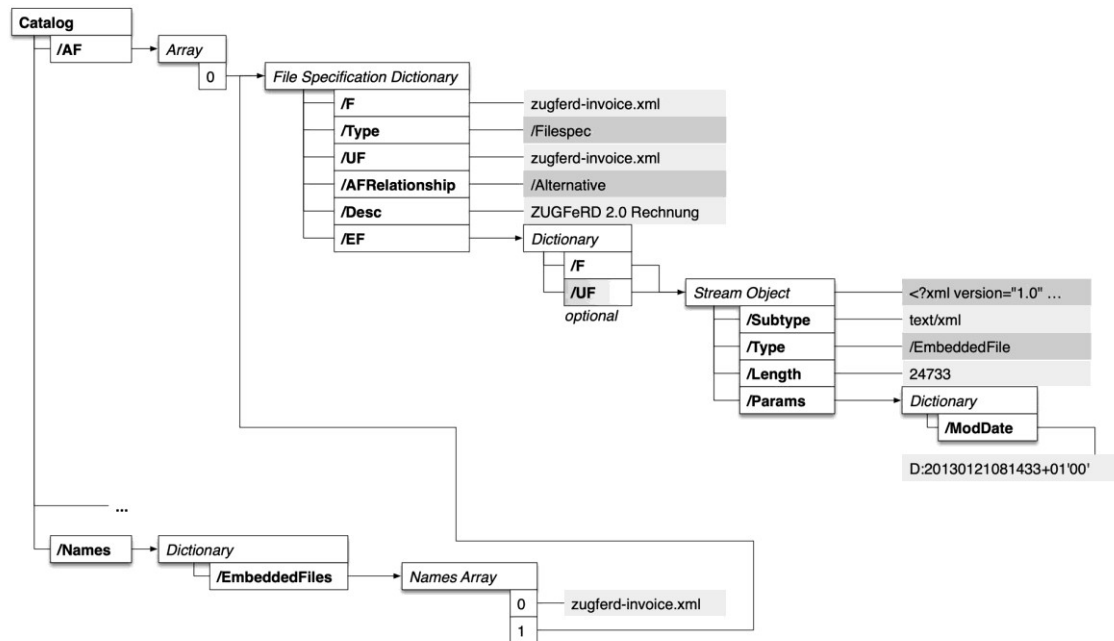 Catalog
/AF
Array
0
File Specification Dictionary
/F zugferd-invoice.xml
/Type /Filespec
/UF zugferd-invoice.xml
/AFRelationship /Alternative
/Desc ZUGFeRD 2.0 Rechnung
/EF
Dictionary
/F
/UF
optional
Stream Object <?xml version="1.0" ...
/Subtype text/xml
/Type /EmbeddedFile
/Length 24733
/Params
Dictionary
/ModDate
D:20130121081433+01'00'
...
/Names
Dictionary
/EmbeddedFiles
Names Array
0 zugferd-invoice.xml
1